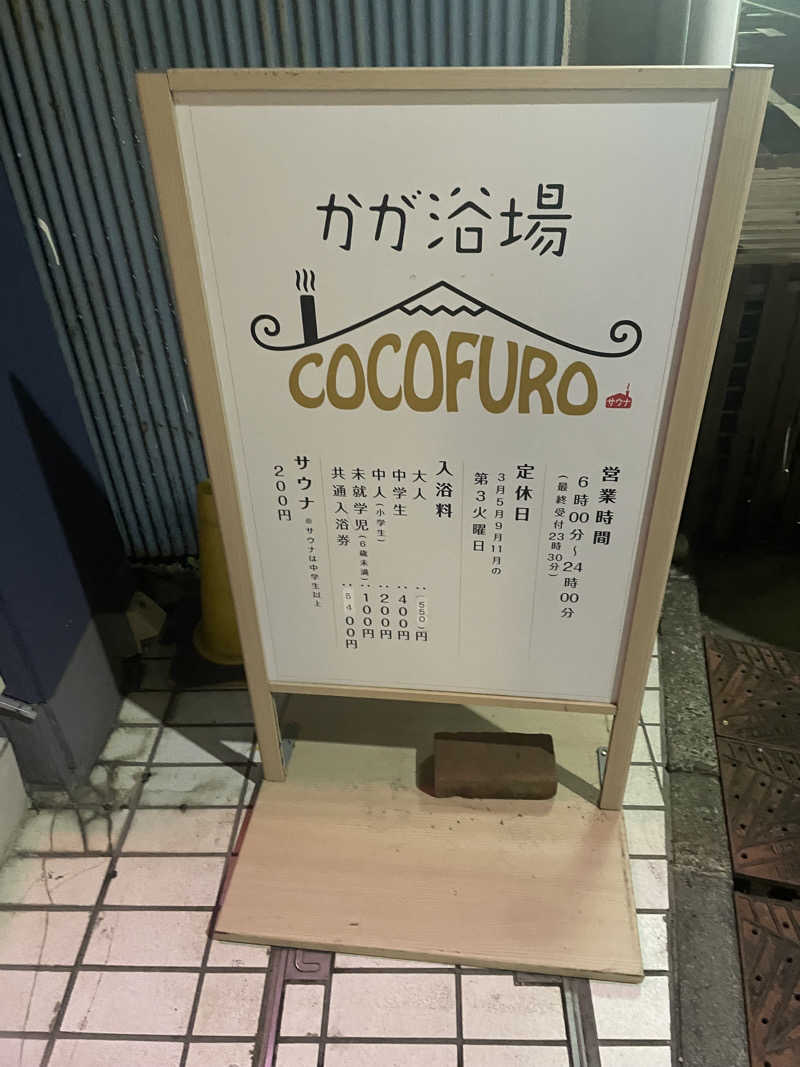 かが浴場
COCOFURO
サウナ
営業時間
6時00分〜24時00分
(最終受付23時30分)
定休日
3月5月9月11月の
第3火曜日
入浴料
大人:550円
中学生:400円
中人(小学生):200円
未就学児(6歳未満):100円
共通入浴券:5400円
サウナ ※サウナは中学生以上
200円